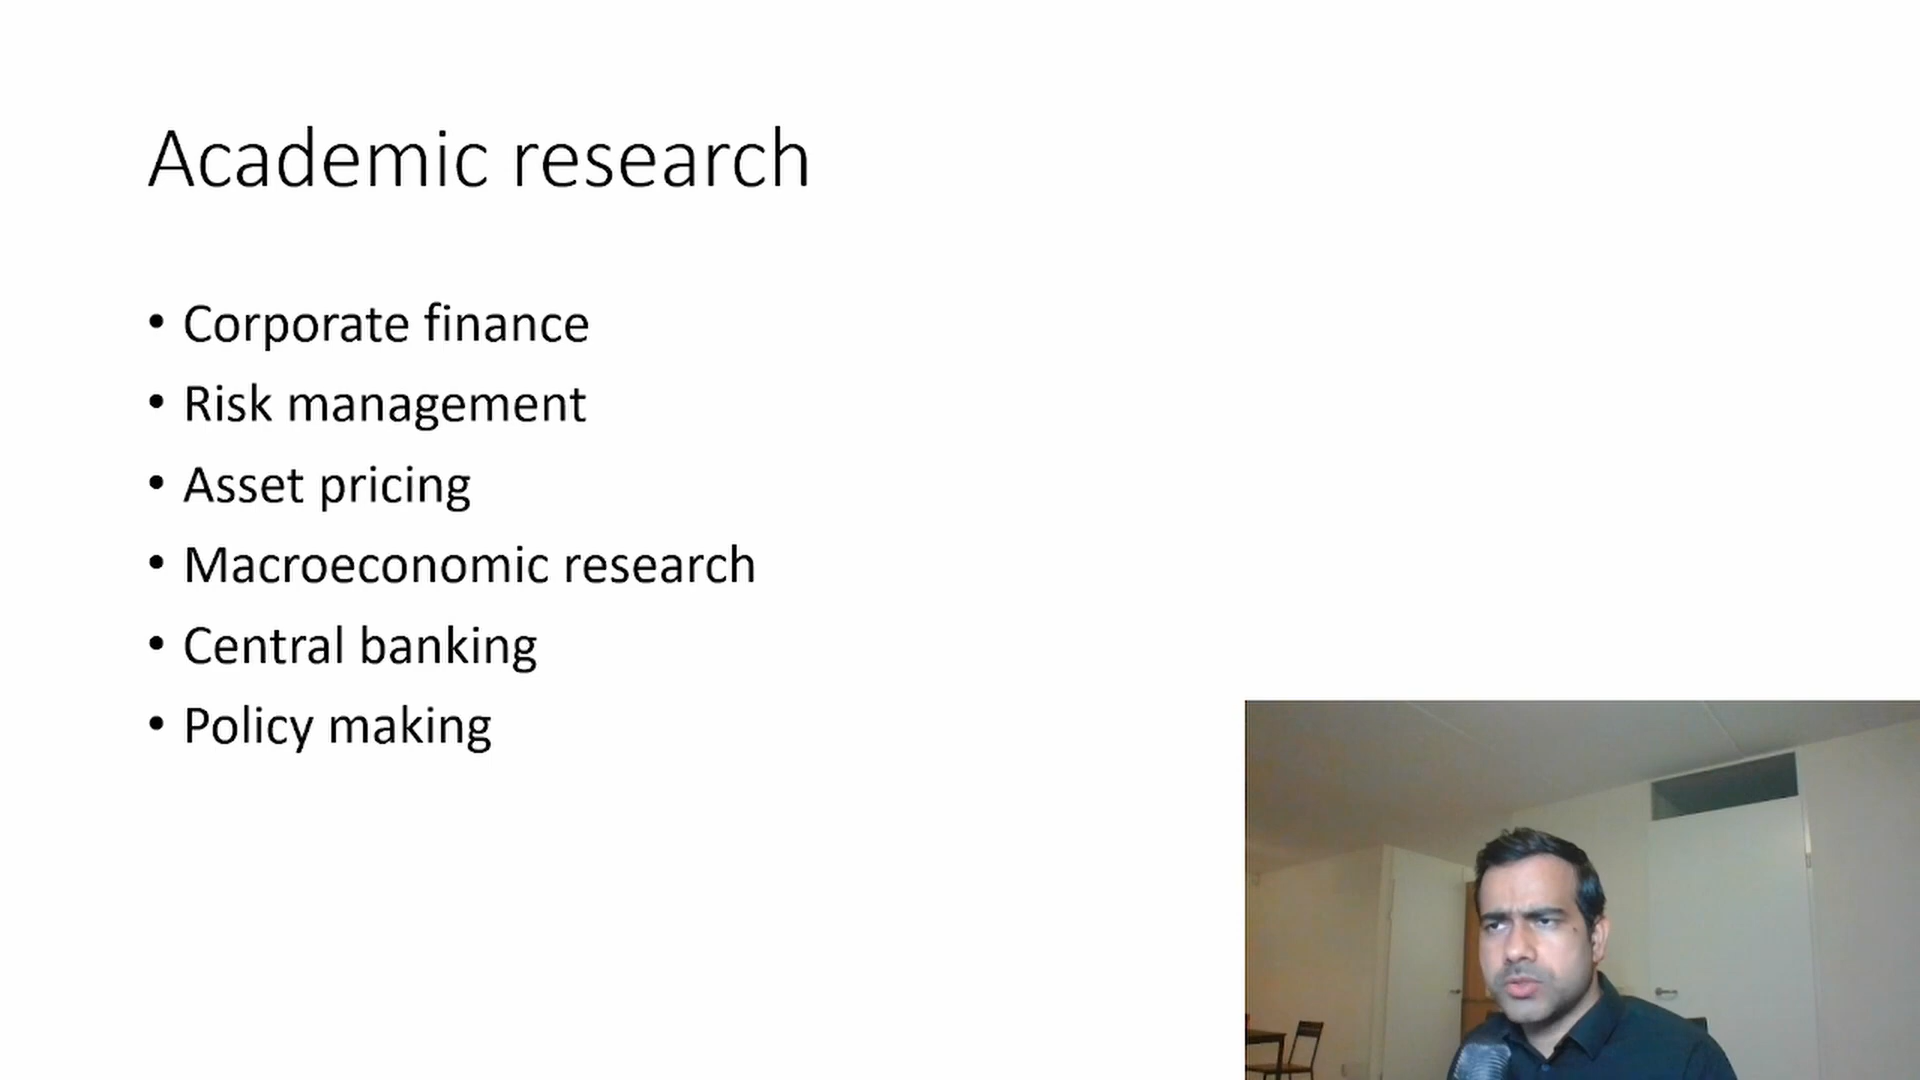 Academic research
• Corporate finance
• Risk management
• Asset pricing
• Macroeconomic research
• Central banking
• Policy making